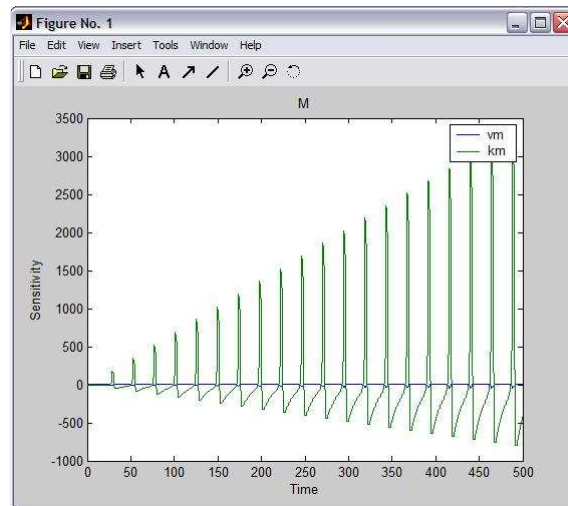 Figure No. 1
File Edit View Insert Tools Window Help
A
M
3500
3000
2500
2000
1500
1000
500
0
-500
-1000
Sensitivity
vm
km
0 50 100 150 200 250 300 350 400 450 500
Time